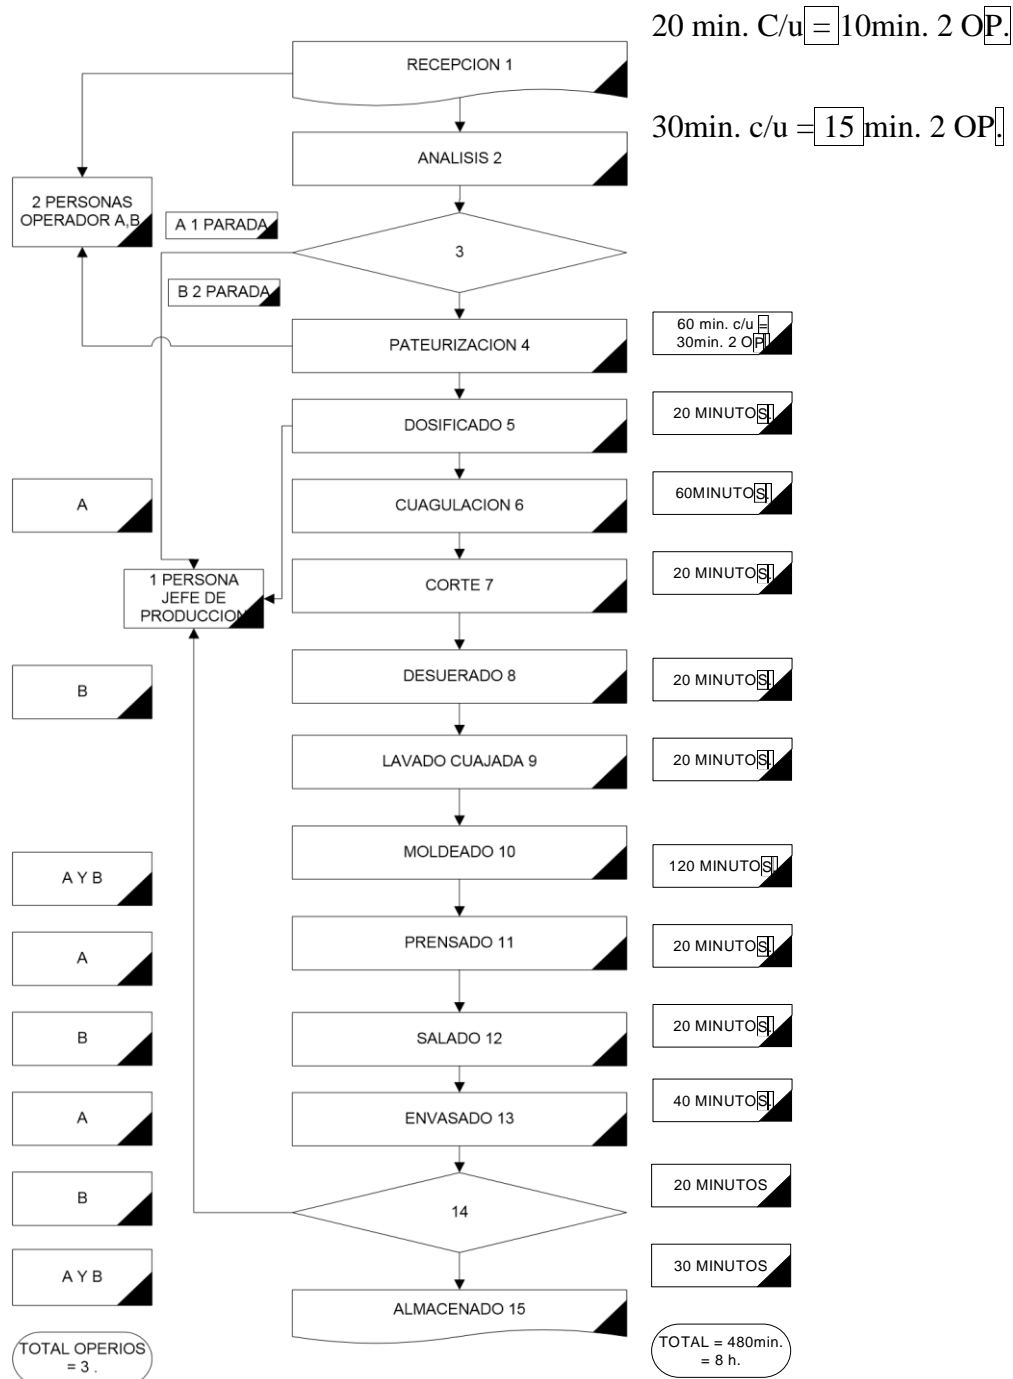 20 min. C/u = 10min. 2 OP.
RECEPCION 1
30min. c/u = 15 min. 2 OP.
ANALISIS 2
2 PERSONAS
OPERADOR A,B
A 1 PARADA
3
B 2 PARADA
60 min. c/u =
30min. 2 OP.
PATEURIZACION 4
DOSIFICADO 5
20 MINUTOS.
A
CUAGULACION 6
60MINUTOS.
1 PERSONA
JEFE DE
PRODUCCION
CORTE 7
20 MINUTOS.
B
DESUERADO 8
20 MINUTOS.
LAVADO CUAJADA 9
20 MINUTOS.
A Y B
MOLDEADO 10
120 MINUTOS.
A
PRENSADO 11
20 MINUTOS.
B
SALADO 12
20 MINUTOS.
A
ENVASADO 13
40 MINUTOS.
B
14
20 MINUTOS
A Y B
30 MINUTOS
ALMACENADO 15
TOTAL OPERIOS
= 3 .
TOTAL = 480min.
= 8 h.